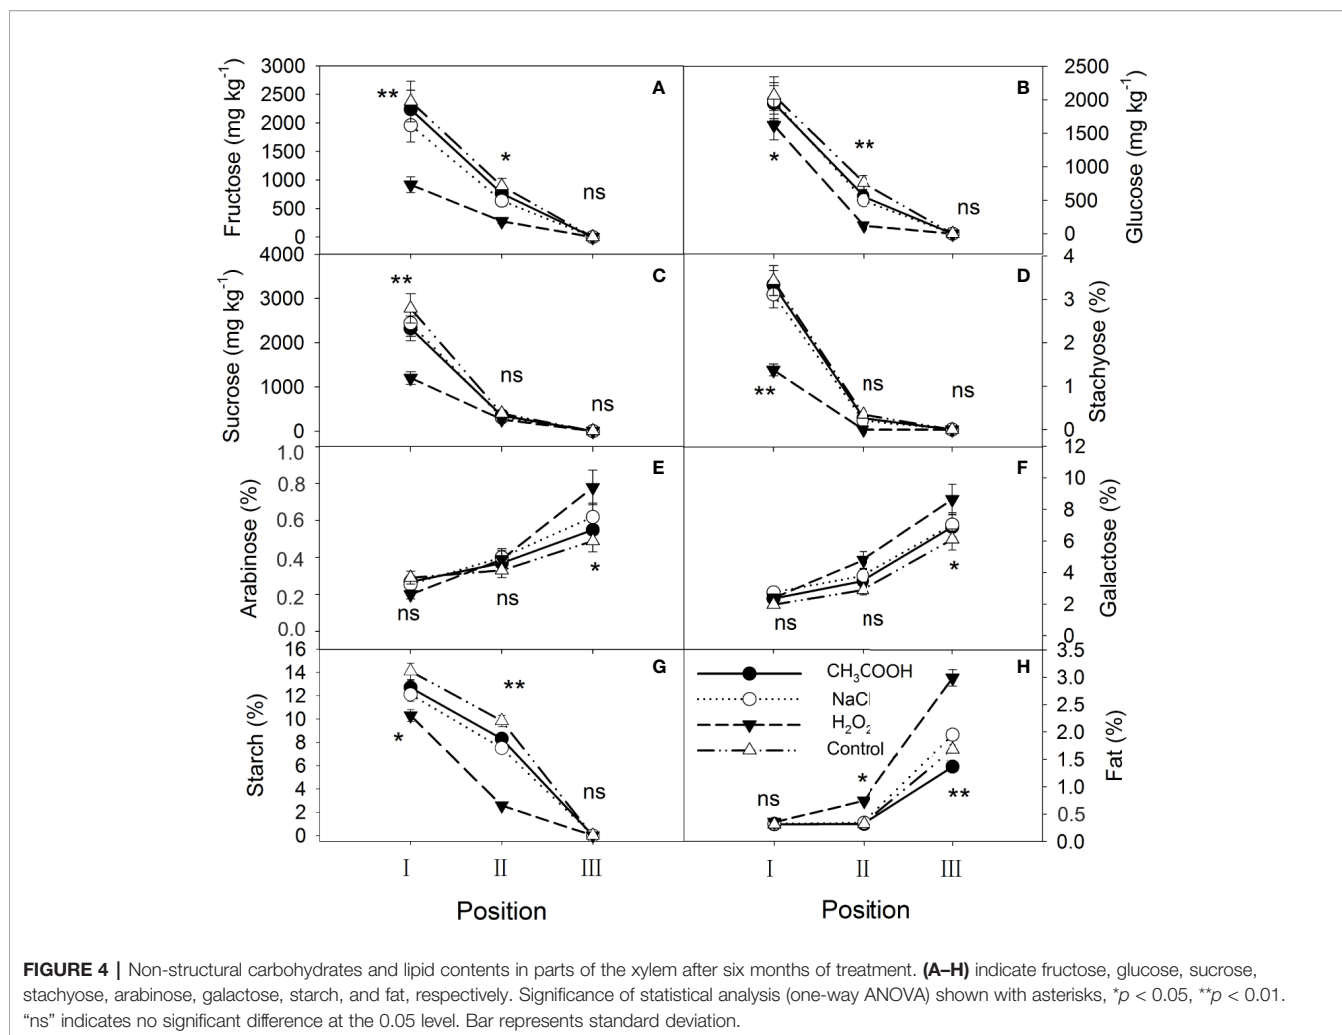 3000
2500
2000
1500
1000
500
0
Fructose (mg kg-1)
A
**
*
ns
2500
2000
1500
1000
500
0
Glucose (mg kg-1)
B
*
**
ns
4000
3000
2000
1000
0
Sucrose (mg kg-1)
C
**
ns
ns
4
3
2
1
0
Stachyose (%)
D
**
ns
ns
1.0
0.8
0.6
0.4
0.2
0.0
Arabinose (%)
E
ns
ns
*
12
10
8
6
4
2
0
Galactose (%)
F
ns
ns
*
16
14
12
10
8
6
4
2
0
Starch (%)
G
*
**
ns
3.5
3.0
2.5
2.0
1.5
1.0
0.5
0.0
Fat (%)
H
CH3COOH
NaCl
H2O2
Control
ns
*
**
I II III
I II III
Position
Position
FIGURE 4 | Non-structural carbohydrates and lipid contents in parts of the xylem after six months of treatment. (A–H) indicate fructose, glucose, sucrose,
stachyose, arabinose, galactose, starch, and fat, respectively. Significance of statistical analysis (one-way ANOVA) shown with asterisks, *p < 0.05, **p < 0.01.
“ns” indicates no significant difference at the 0.05 level. Bar represents standard deviation.